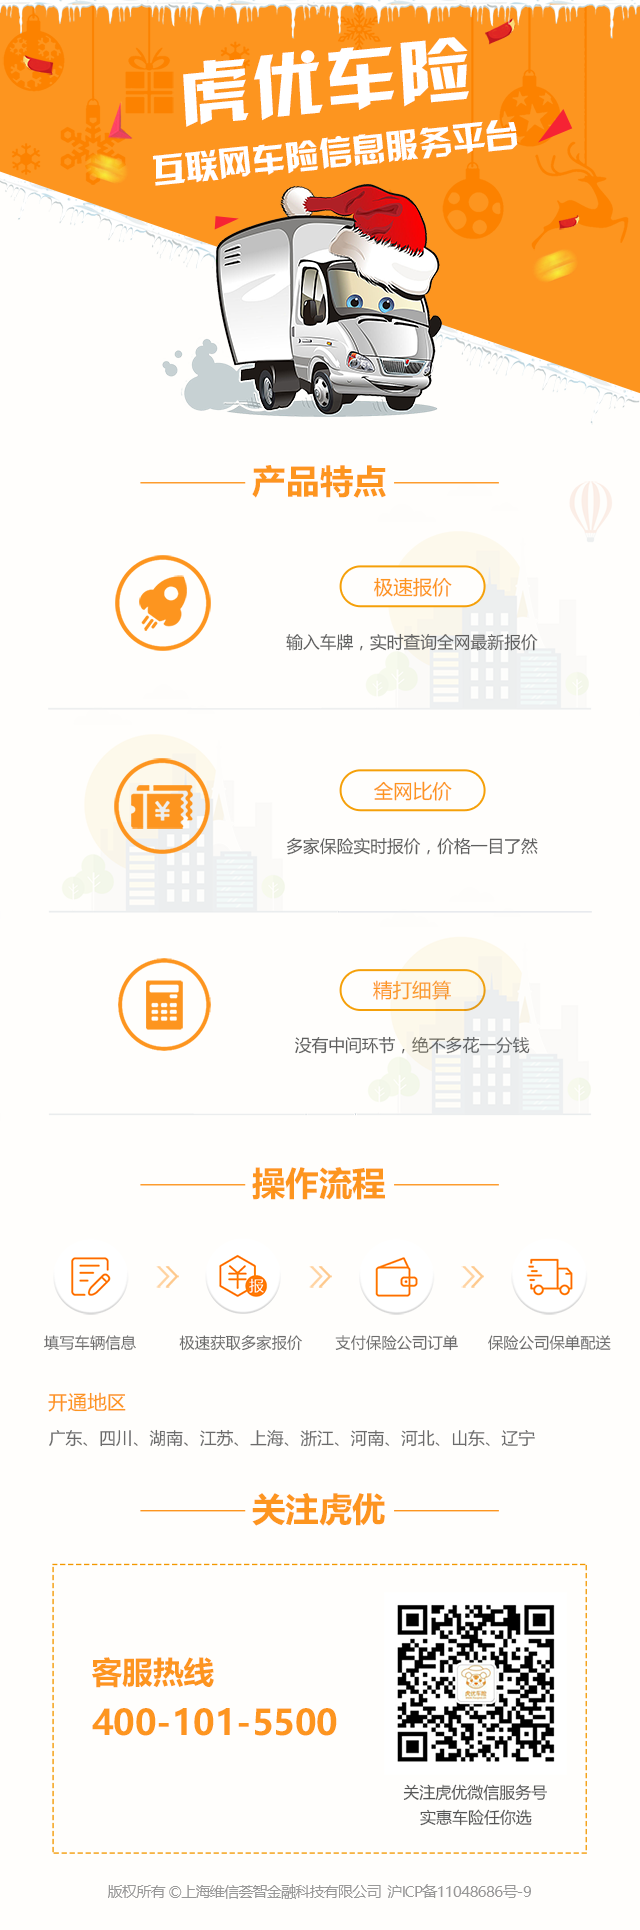 虎优车险
互联网车险信息服务平台
产品特点
极速报价
输入车牌，实时查询全网最新报价
全网比价
¥
多家保险实时报价，价格一目了然
精打细算
没有中间环节，绝不多花一分钱
操作流程
¥
报
填写车辆信息
极速获取多家报价
支付保险公司订单
保险公司保单配送
开通地区
广东、四川、湖南、江苏、上海、浙江、河南、河北、山东、辽宁
关注虎优
客服热线
400-101-5500
虎优车险
关注虎优微信服务号
实惠车险任你选
版权所有 ©上海维信荟智金融科技有限公司 沪ICP备11048686号-9